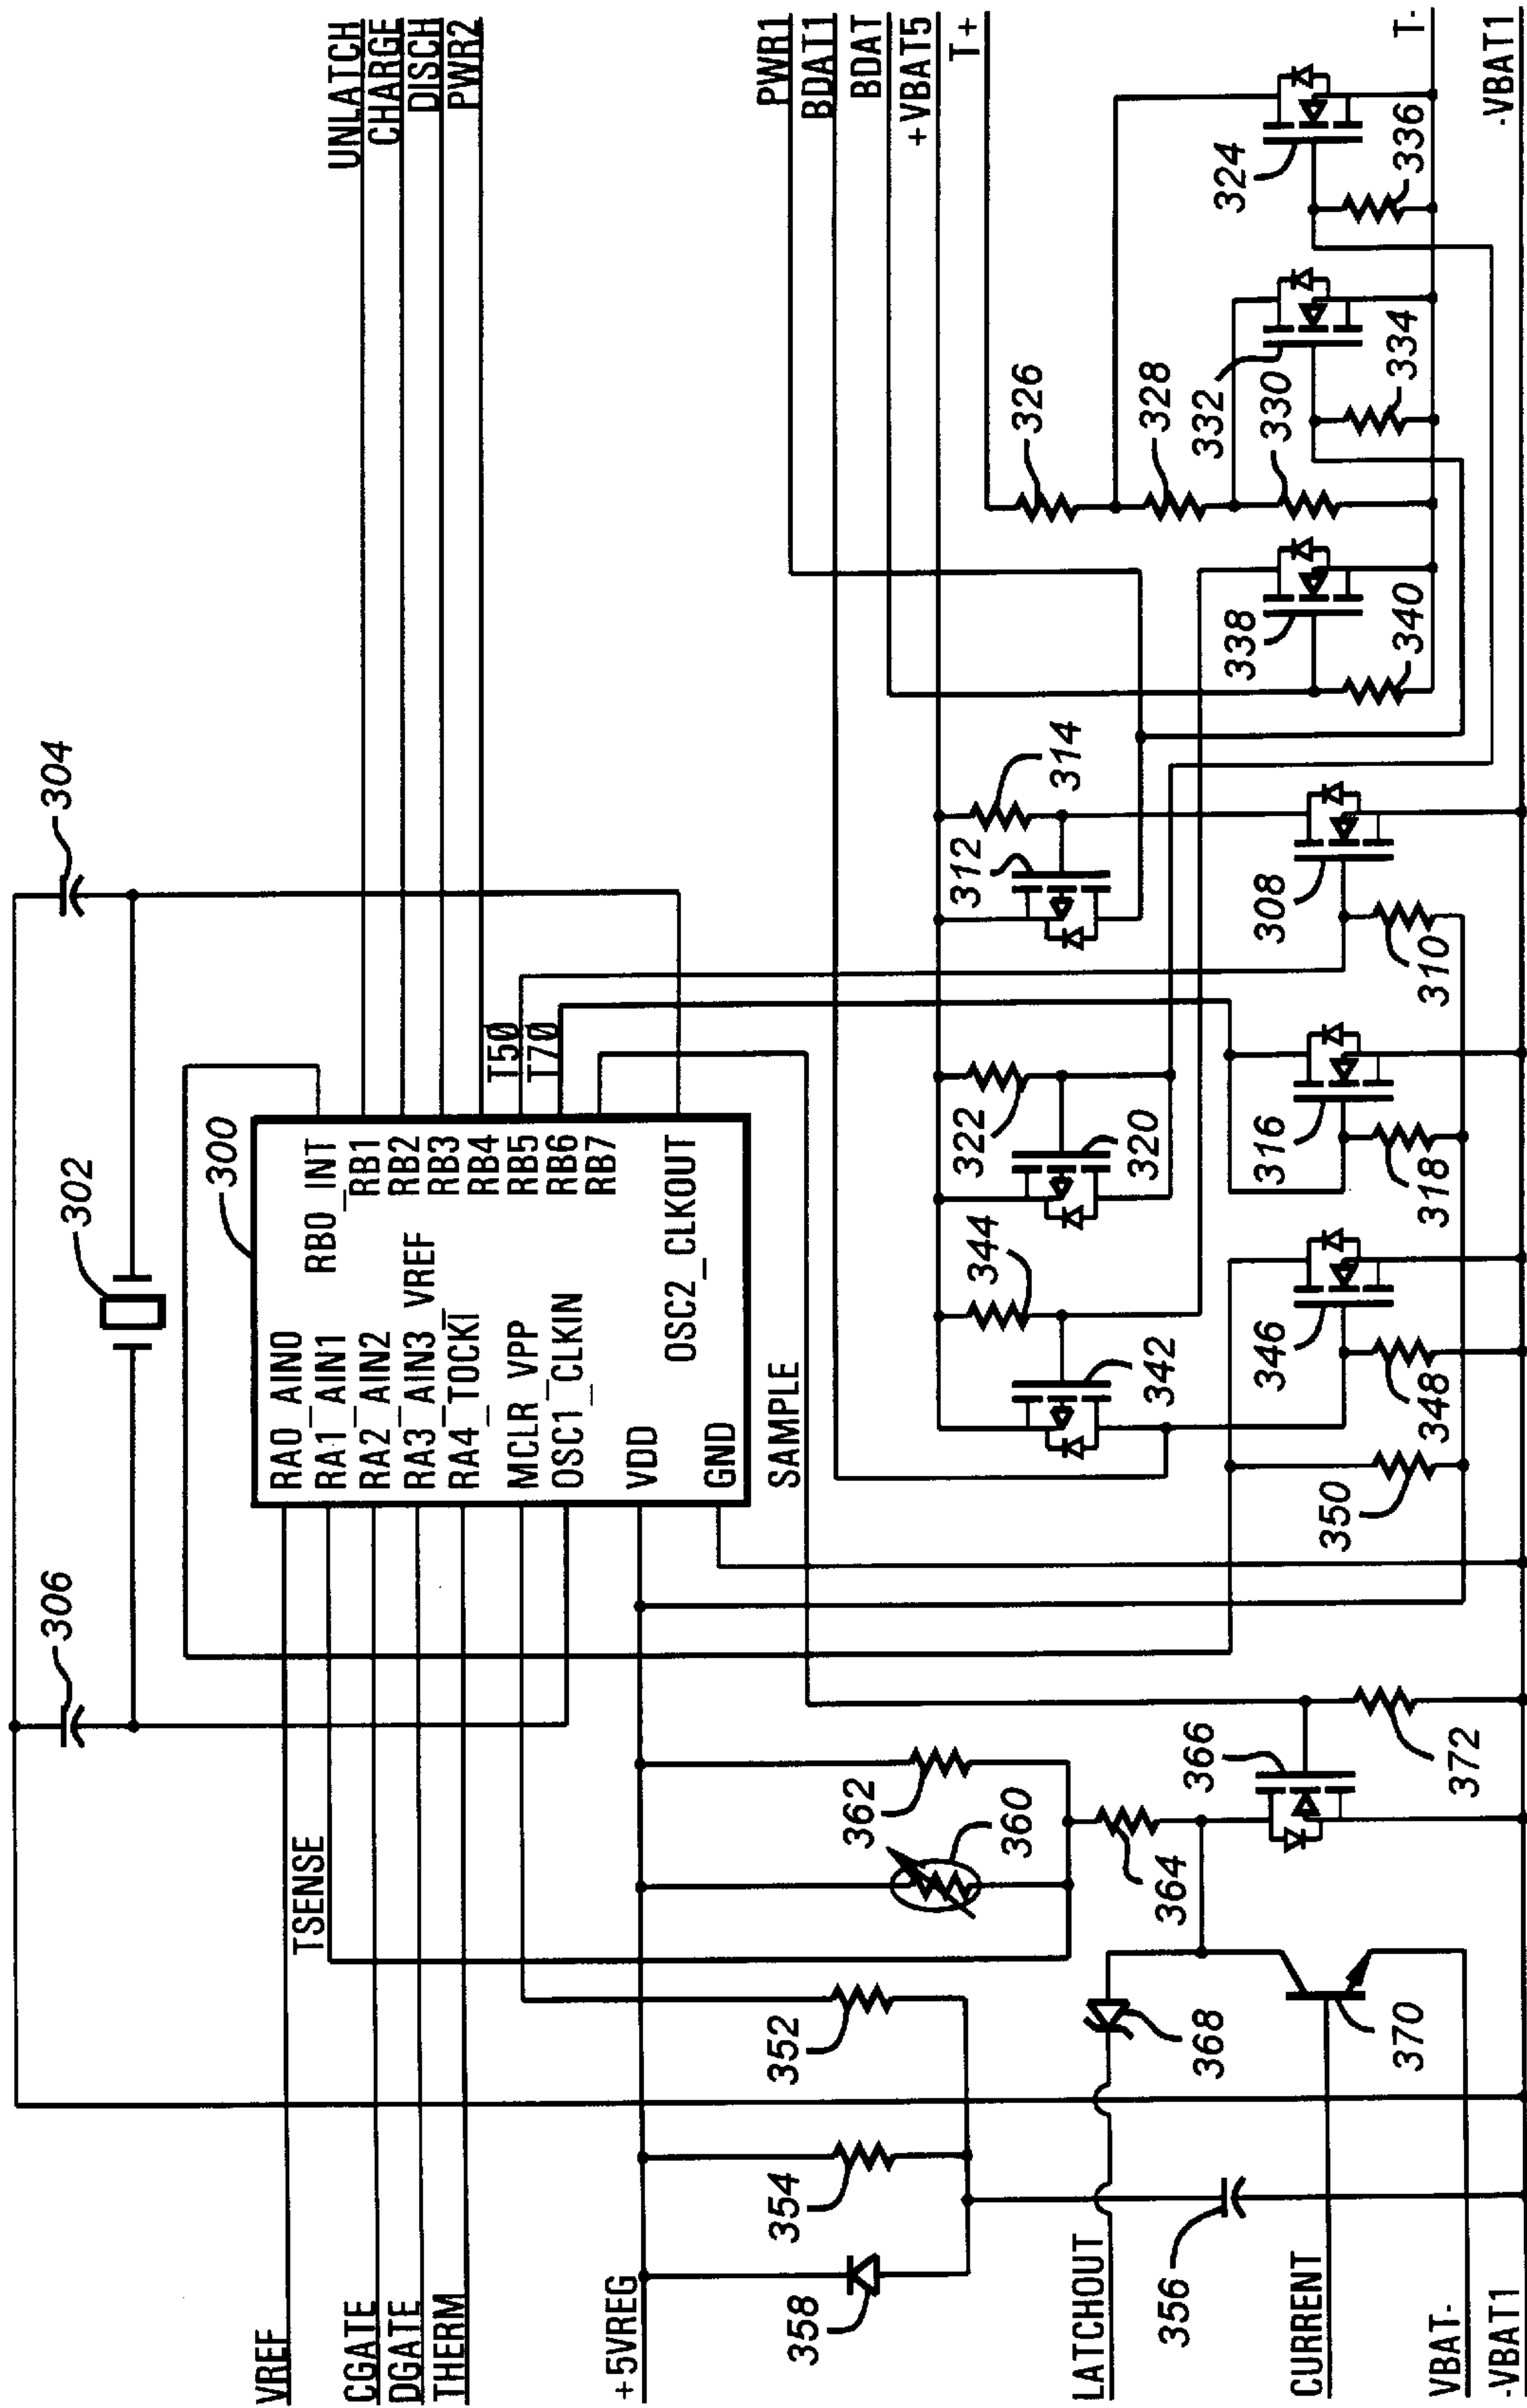 UNLATCH
CHARGE
DISCH
PWR2
PWR1
BDAT1
BDAT
+VBAT5
T+
T-
-VBAT1
304
302
306
300
RA0_AIN0
RA1_AIN1
RA2_AIN2
RA3_AIN3_VREF
RA4_TOCKI
MCLR_VPP
OSC1_CLKIN
VDD
GND
RB0_INT
RB1
RB2
RB3
RB4
RB5
RB6
RB7
OSC2_CLKOUT
T50
T70
SAMPLE
TSENSE
VREF
CGATE
DGATE
THERM
+5VREG
LATCHOUT
CURRENT
VBAT-
-VBAT1
326
328
332
330
334
324
336
338
340
314
312
308
310
322
320
316
318
344
342
346
348
350
362
360
364
366
372
352
354
358
368
370
356